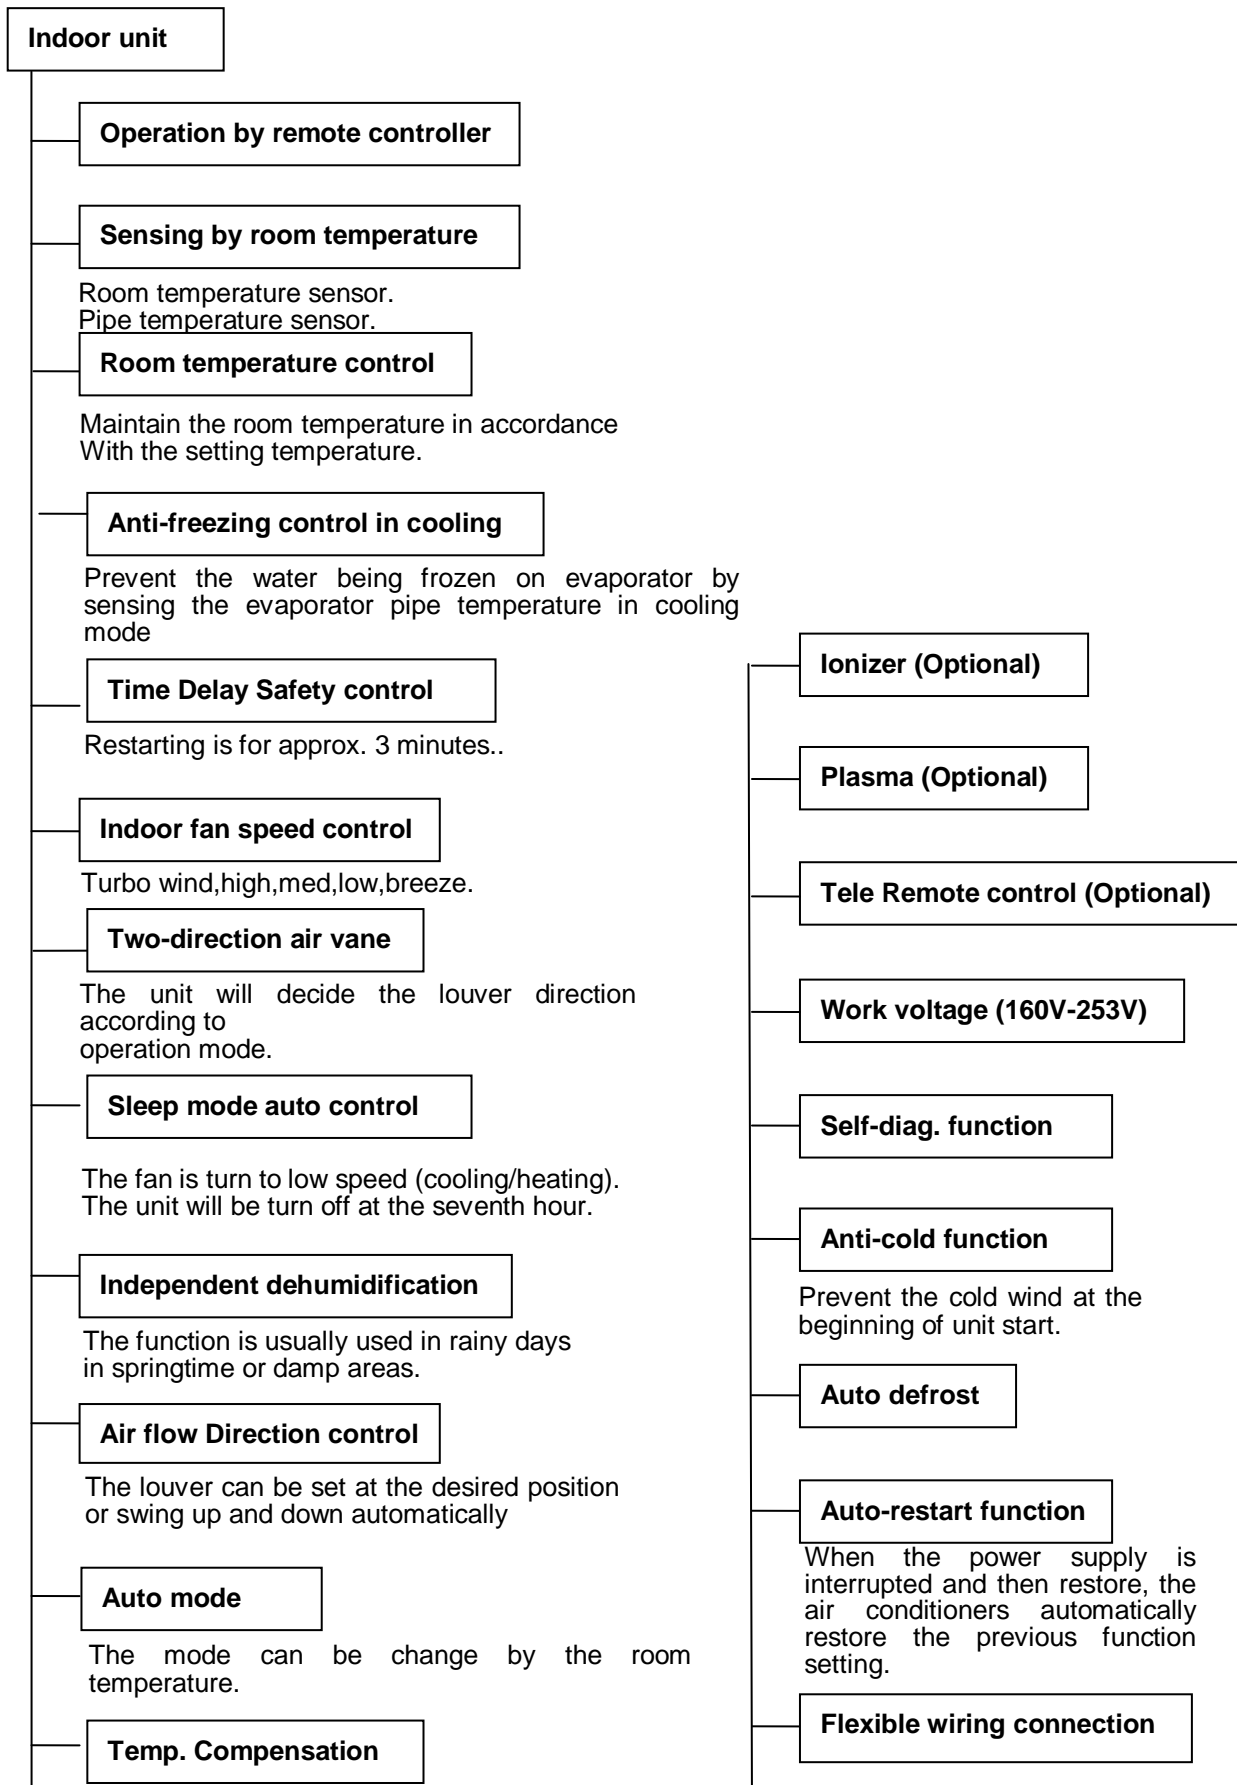 Indoor unit
Operation by remote controller
Sensing by room temperature
Room temperature sensor.
Pipe temperature sensor.
Room temperature control
Maintain the room temperature in accordance
With the setting temperature.
Anti-freezing control in cooling
Prevent the water being frozen on evaporator by
sensing the evaporator pipe temperature in cooling
mode
Time Delay Safety control
Restarting is for approx. 3 minutes..
Indoor fan speed control
Turbo wind,high,med,low,breeze.
Two-direction air vane
The unit will decide the louver direction
according to
operation mode.
Sleep mode auto control
The fan is turn to low speed (cooling/heating).
The unit will be turn off at the seventh hour.
Independent dehumidification
The function is usually used in rainy days
in springtime or damp areas.
Air flow Direction control
The louver can be set at the desired position
or swing up and down automatically
Auto mode
The mode can be change by the room
temperature.
Temp. Compensation
Ionizer (Optional)
Plasma (Optional)
Tele Remote control (Optional)
Work voltage (160V-253V)
Self-diag. function
Anti-cold function
Prevent the cold wind at the
beginning of unit start.
Auto defrost
Auto-restart function
When the power supply is
interrupted and then restore, the
air conditioners automatically
restore the previous function
setting.
Flexible wiring connection